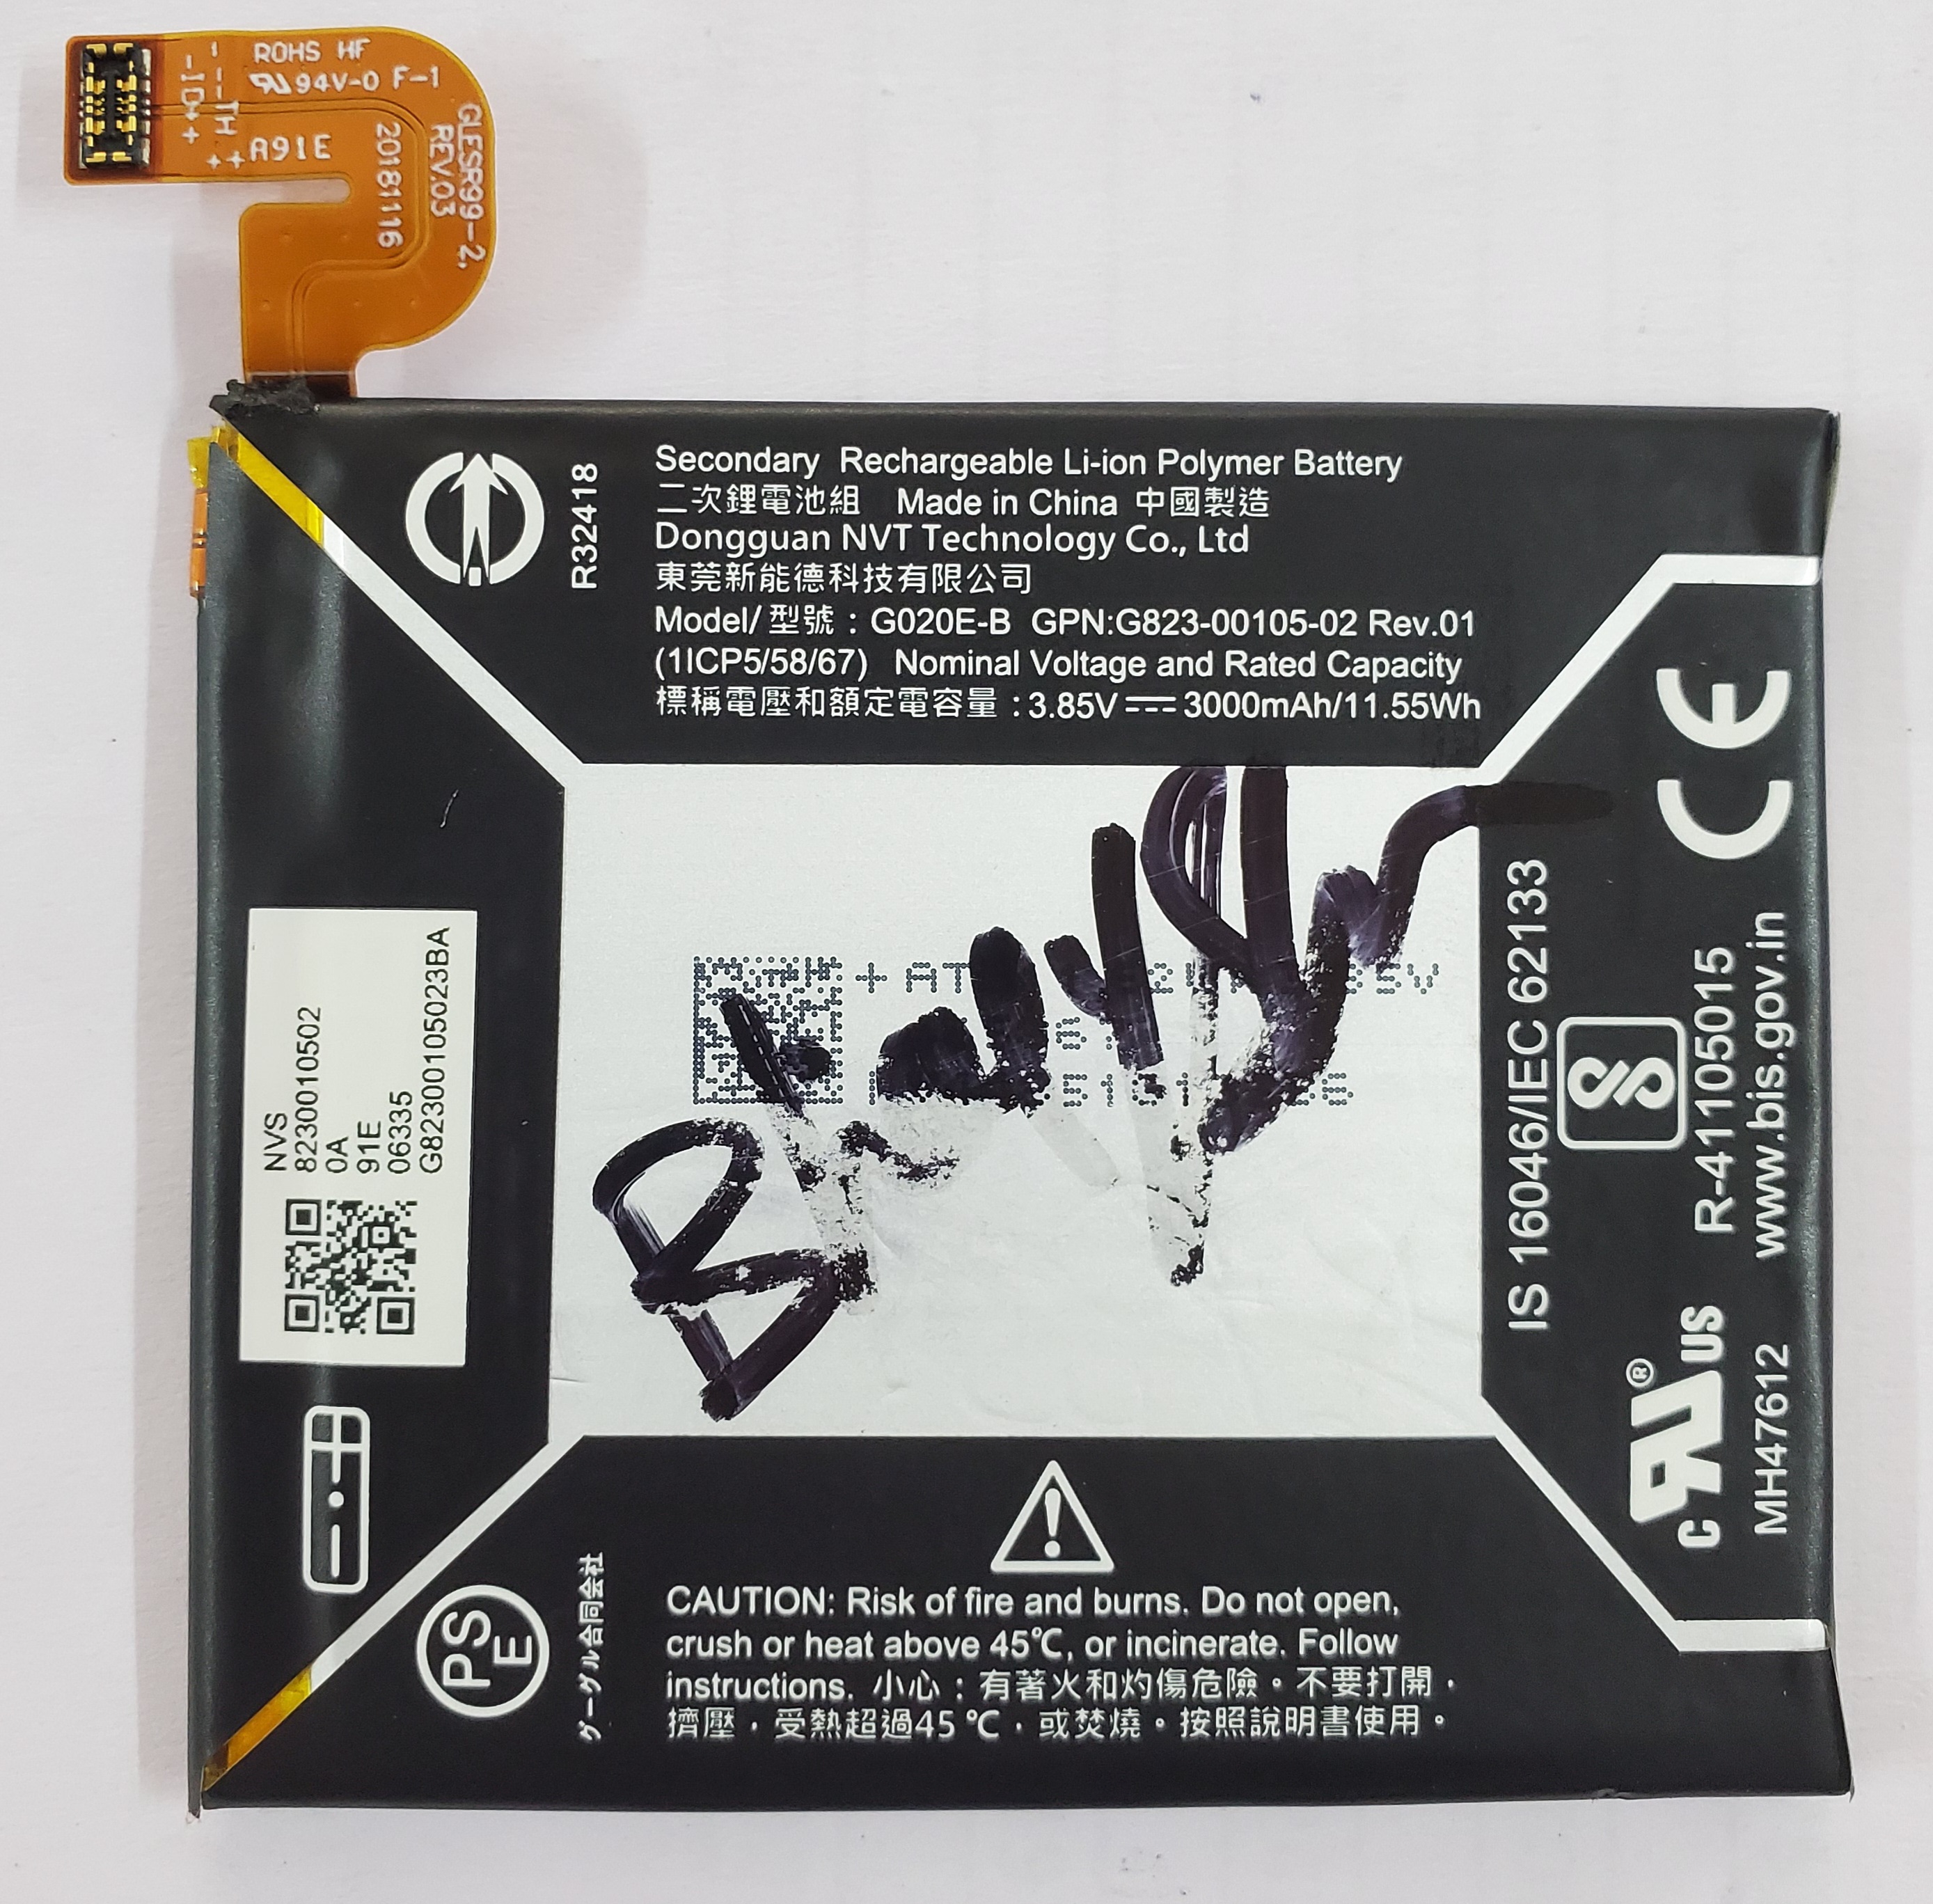 ROHS HF
94V-0 F-1
A91E
GLESR99-2,
REV.03
20181116
R32418
Secondary Rechargeable Li-ion Polymer Battery
二次鋰電池組 Made in China 中國製造
Dongguan NVT Technology Co., Ltd
東莞新能德科技有限公司
Model/ 型號 : G020E-B GPN:G823-00105-02 Rev.01
(1ICP5/58/67) Nominal Voltage and Rated Capacity
標稱電壓和額定電容量 : 3.85V 3000mAh/11.55Wh
NVS
8230010502
0A
91E
06335
G82300105023BA
CE
IS 16046/IEC 62133
R-41105015
www.bis.gov.in
c US ®
MH47612
PS
E
グーグル合同会社
CAUTION: Risk of fire and burns. Do not open,
crush or heat above 45℃, or incinerate. Follow
instructions. 小心：有著火和灼傷危險。不要打開，
擠壓，受熱超過45℃，或焚燒。按照說明書使用。